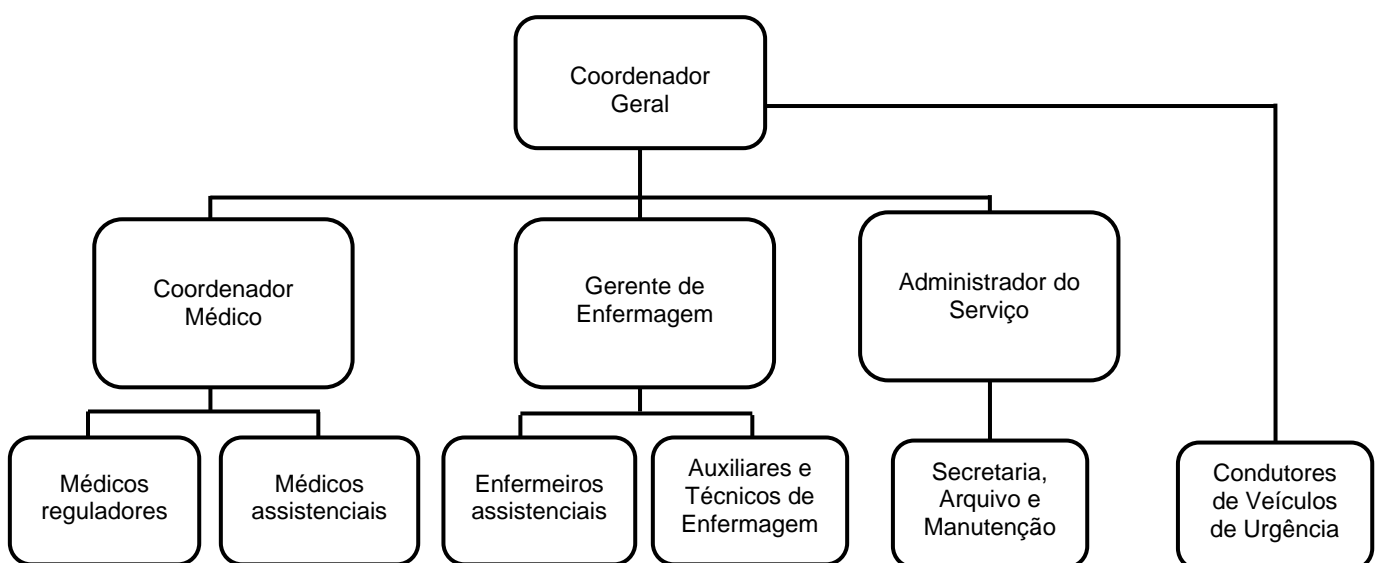 Coordenador
Geral
Coordenador
Médico
Gerente de
Enfermagem
Administrador do
Serviço
Médicos
reguladores
Médicos
assistenciais
Enfermeiros
assistenciais
Auxiliares e
Técnicos de
Enfermagem
Secretaria,
Arquivo e
Manutenção
Condutores
de Veículos
de Urgência